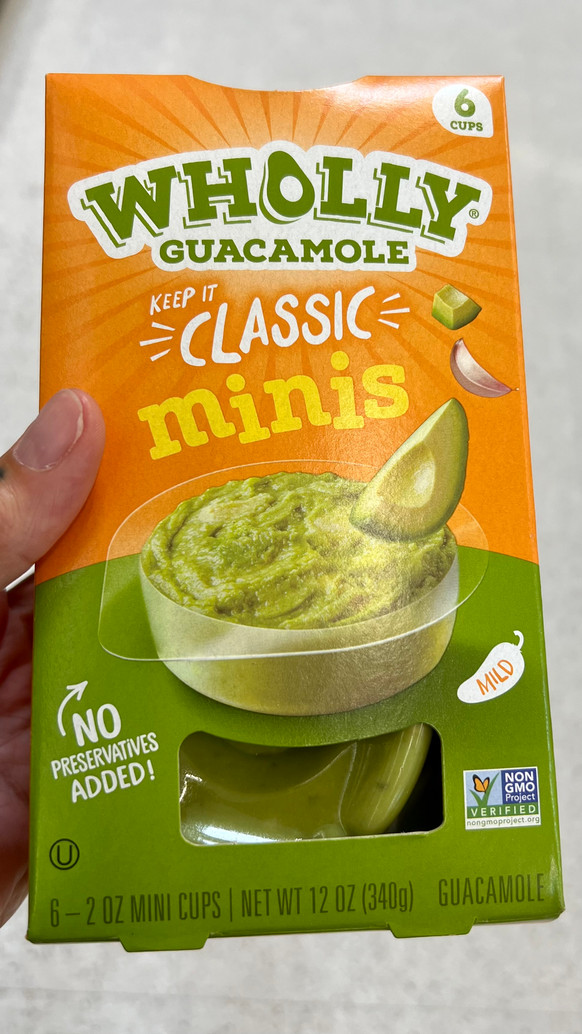 6
CUPS
WHOLLY®
GUACAMOLE
KEEP IT
CLASSIC
minis
MILD
NO
PRESERVATIVES
ADDED!
NON
GMO
Project
VERIFIED
nongmoproject.org
U
6 – 2 OZ MINI CUPS | NET WT 12 OZ (340g) GUACAMOLE